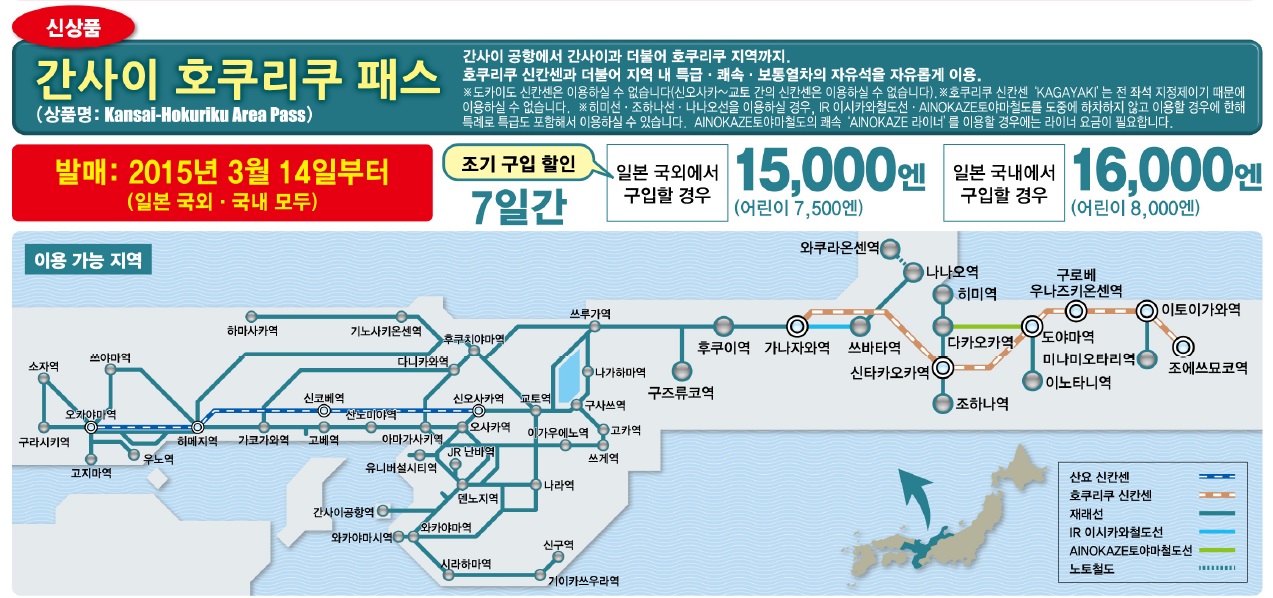 신상품
간사이 호쿠리쿠 패스
(상품명: Kansai-Hokuriku Area Pass)
간사이 공항에서 간사이과 더불어 호쿠리쿠 지역까지.
호쿠리쿠 신칸센과 더불어 지역 내 특급·쾌속·보통열차의 자유석을 자유롭게 이용.
※도카이도 신칸센은 이용하실 수 없습니다(신오사카~교토 간의 신칸센은 이용하실 수 없습니다).※호쿠리쿠 신칸센 ‘KAGAYAKI’는 전 좌석 지정제이기 때문에
이용하실 수 없습니다. ※히미선·조하나선·나나오선을 이용하실 경우, IR 이시카와철도선·AINOKAZE토야마철도를 도중에 하차하지 않고 이용할 경우에 한해
특례로 특급도 포함해서 이용하실 수 있습니다. AINOKAZE토야마철도의 쾌속 ‘AINOKAZE 라이너’를 이용할 경우에는 라이너 요금이 필요합니다.
발매: 2015년 3월 14일부터
(일본 국외·국내 모두)
조기 구입 할인
7일간
일본 국외에서
구입할 경우
15,000엔
(어린이 7,500엔)
일본 국내에서
구입할 경우
16,000엔
(어린이 8,000엔)
이용 가능 지역
와쿠라온센역
나나오역
히미역
구로베
우나즈키온센역
이토이가와역
하마사카역
기노사키온센역
쓰루가역
후쿠이역
가나자와역
쓰바타역
다카오카역
도야마역
미나미오타리역
조에쓰묘코역
후쿠치야마역
다니카와역
소자역
쓰야마역
나가하마역
구즈류코역
신타카오카역
이노타니역
조하나역
신코베역
신오사카역
교토역
구사쓰역
오카야마역
산노미야역
구라시키역
히메지역
가코가와역
고베역
아마가사키역
오사카역
이가우에노역
고카역
쓰게역
고지마역
우노역
유니버설시티역
JR 난바역
덴노지역
나라역
간사이공항역
와카야마시역
와카야마역
시라하마역
신구역
기이카쓰우라역
산요 신칸센
호쿠리쿠 신칸센
재래선
IR 이시카와철도선
AINOKAZE토야마철도선
노토철도